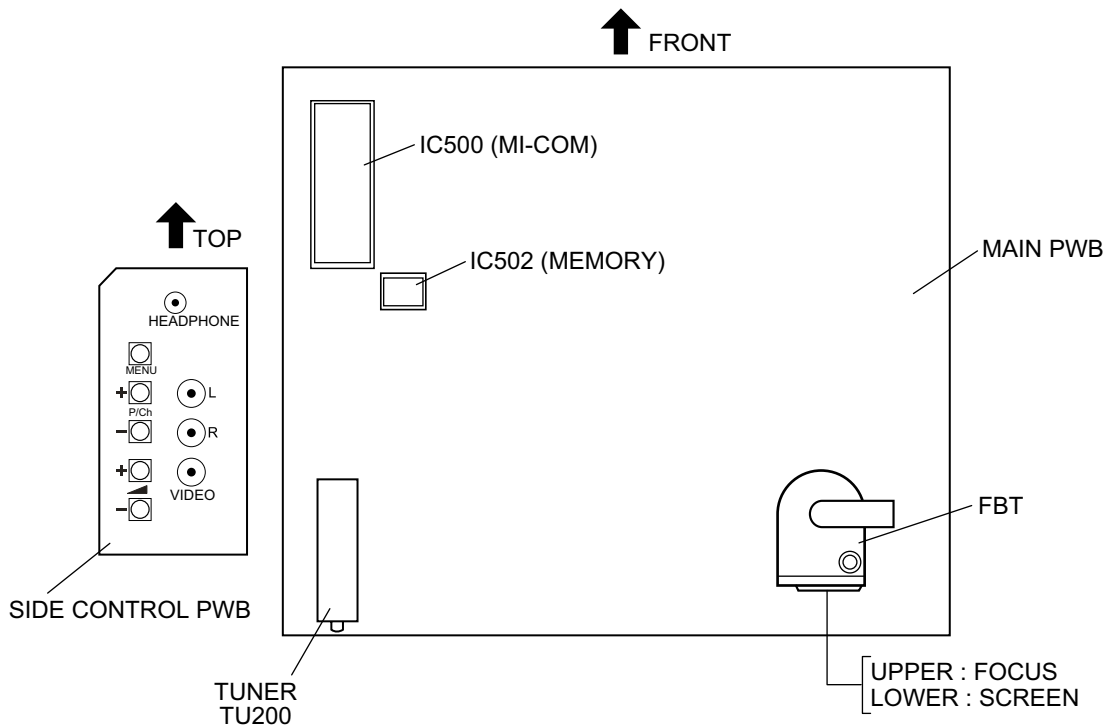 FRONT
IC500 (MI-COM)
TOP
IC502 (MEMORY)
MAIN PWB
HEADPHONE
MENU
+
L
P/Ch
−
R
+
VIDEO
−
FBT
SIDE CONTROL PWB
UPPER : FOCUS
LOWER : SCREEN
TUNER
TU200